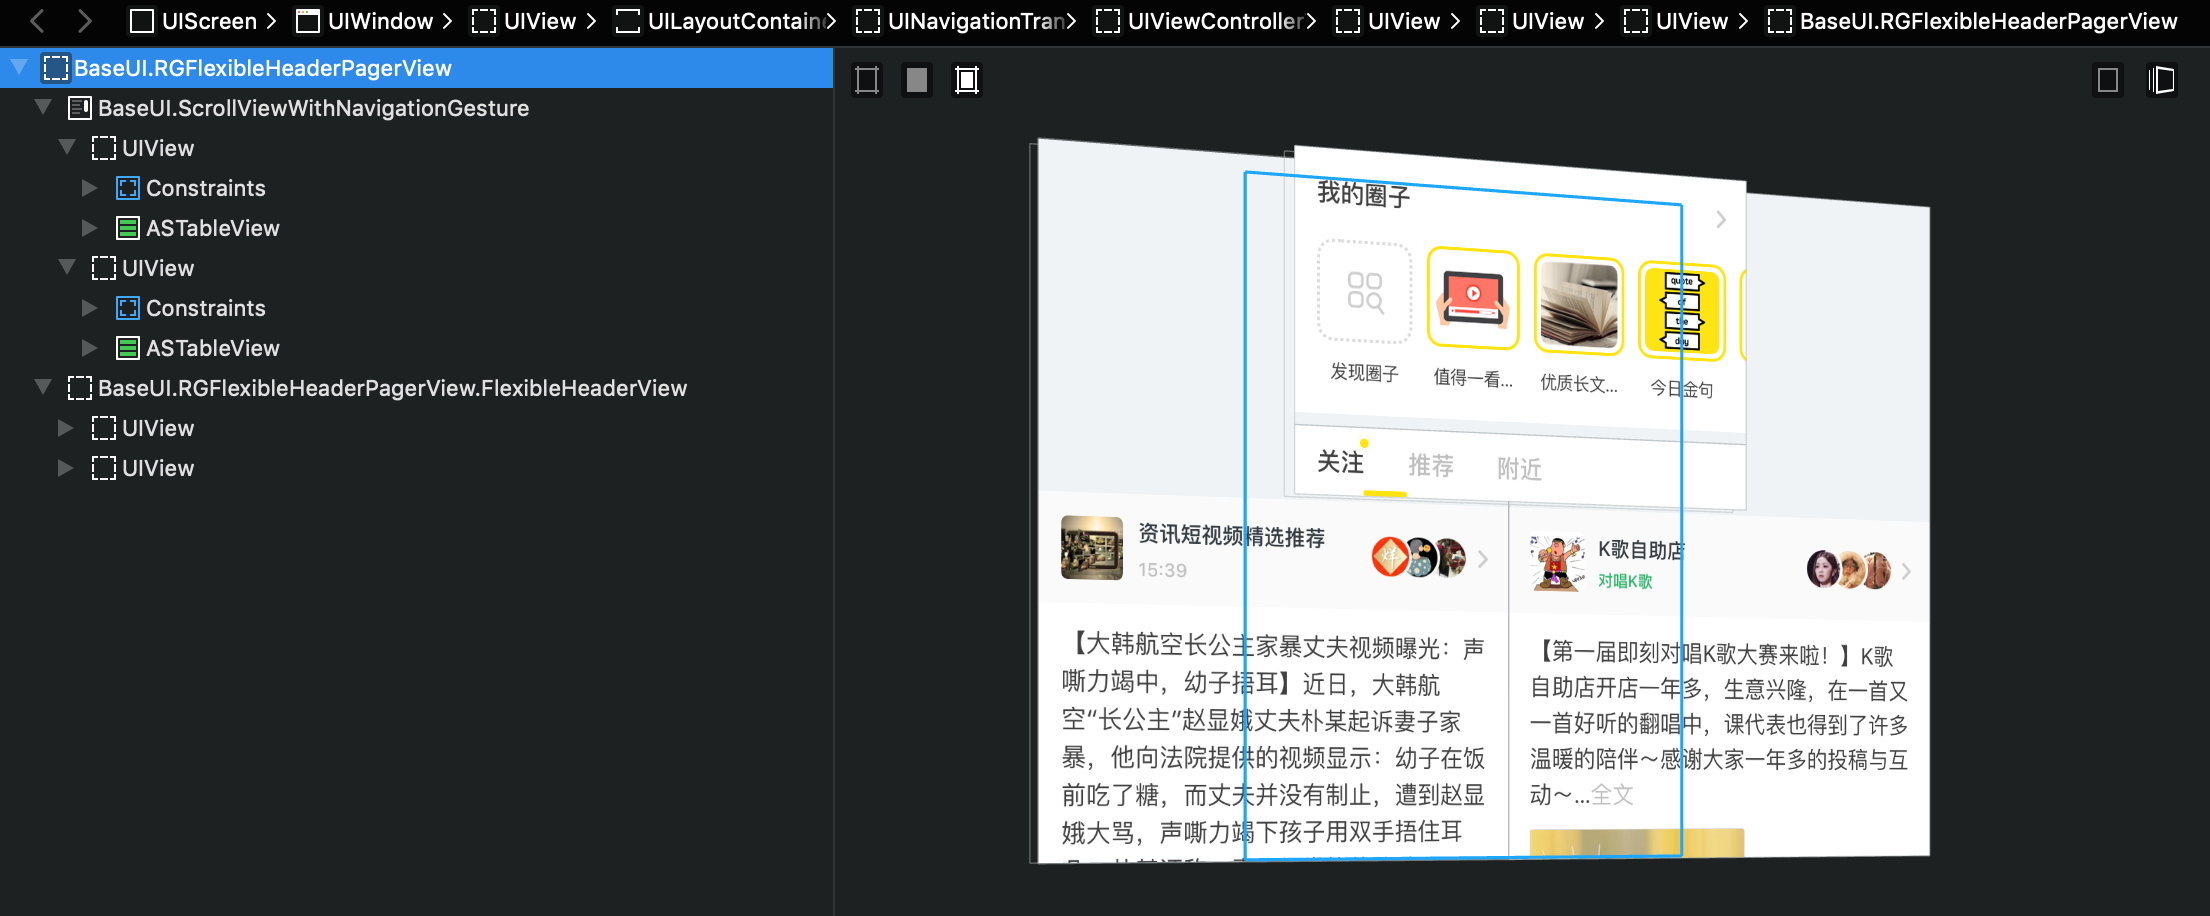 UIScreen
UIWindow
UIView
UILayoutContaine
UINavigationTran
UIViewController
UIView
UIView
UIView
BaseUI.RGFlexibleHeaderPagerView
BaseUI.RGFlexibleHeaderPagerView
BaseUI.ScrollViewWithNavigationGesture
UIView
Constraints
ASTableView
UIView
Constraints
ASTableView
BaseUI.RGFlexibleHeaderPagerView.FlexibleHeaderView
UIView
UIView
我的圈子
quote
of
the
day
发现圈子
值得一看...
优质长文...
今日金句
关注
推荐
附近
资讯短视频精选推荐
15:39
【大韩航空长公主家暴丈夫视频曝光：声
嘶力竭中，幼子捂耳】近日，大韩航
空“长公主”赵显娥丈夫朴某起诉妻子家
暴，他向法院提供的视频显示：幼子在饭
前吃了糖，而丈夫并没有制止，遭到赵显
娥大骂，声嘶力竭下孩子用双手捂住耳
K歌自助店
对唱K歌
【第一届即刻对唱K歌大赛来啦！】K歌
自助店开店一年多，生意兴隆，在一首又
一首好听的翻唱中，课代表也得到了许多
温暖的陪伴～感谢大家一年多的投稿与互
动～...全文